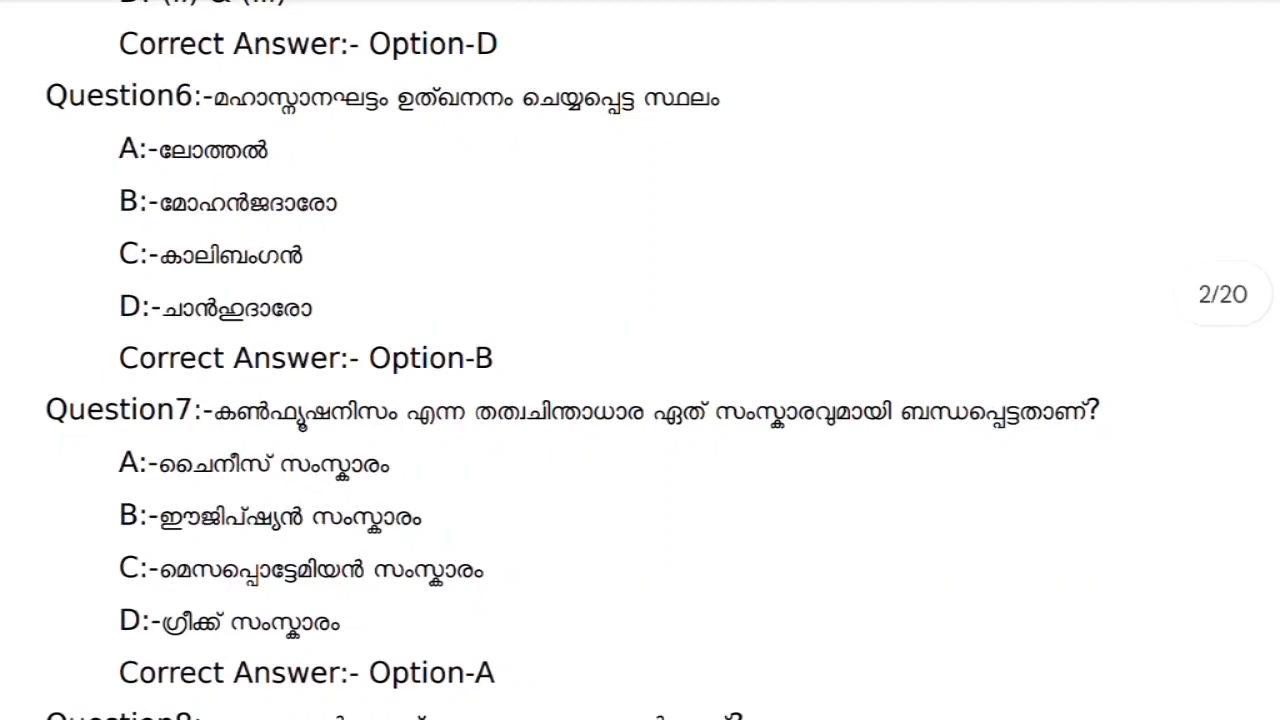 Correct Answer:- Option-D
Question6:-മഹാസ്നാനഘട്ടം ഉത്ഖനനം ചെയ്യപ്പെട്ട സ്ഥലം
A:-ലോത്തൽ
B:-മോഹൻജദാരോ
C:-കാലിബംഗൻ
D:-ചാൻഹുദാരോ
2/20
Correct Answer:- Option-B
Question7:-കൺഫ്യൂഷനിസം എന്ന തത്വചിന്താധാര ഏത് സംസ്കാരവുമായി ബന്ധപ്പെട്ടതാണ്?
A:-ചൈനീസ് സംസ്കാരം
B:-ഈജിപ്ഷ്യൻ സംസ്കാരം
C:-മെസപ്പൊട്ടേമിയൻ സംസ്കാരം
D:-ഗ്രീക്ക് സംസ്കാരം
Correct Answer:- Option-A